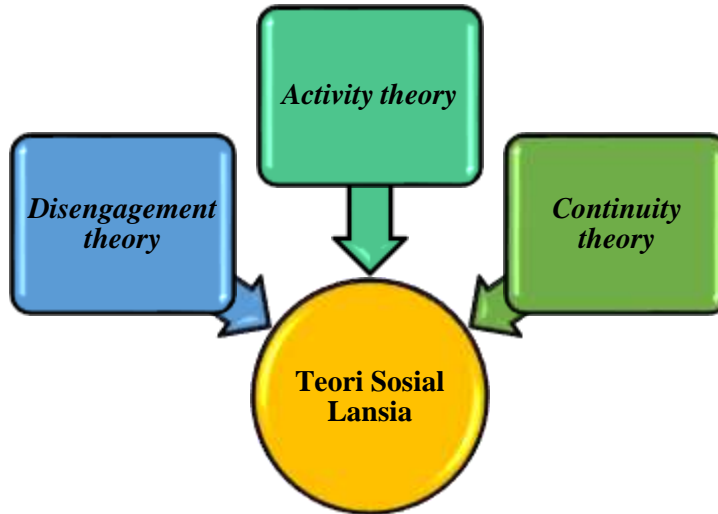 Activity theory
Disengagement
theory
Continuity
theory
Teori Sosial
Lansia